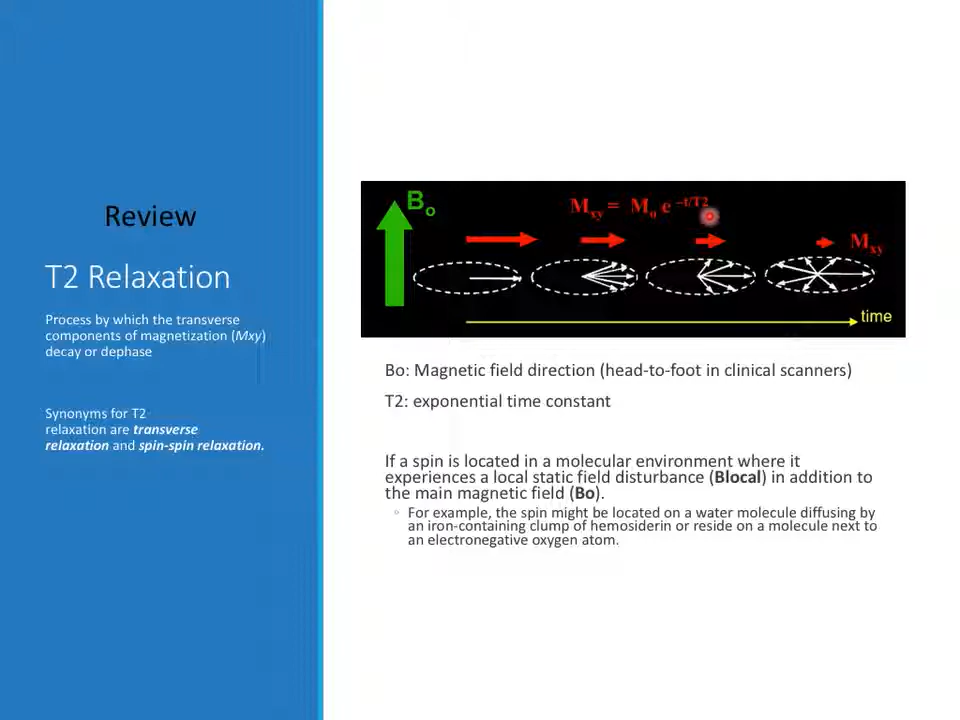 Review
T2 Relaxation
Process by which the transverse
components of magnetization (Mxy)
decay or dephase
Synonyms for T2
relaxation are transverse
relaxation and spin-spin relaxation.
Bo
Mxy = Mo e –t/T2
Mxy
time
Bo: Magnetic field direction (head-to-foot in clinical scanners)
T2: exponential time constant
If a spin is located in a molecular environment where it
experiences a local static field disturbance (Blocal) in addition to
the main magnetic field (Bo).
◦ For example, the spin might be located on a water molecule diffusing by
an iron-containing clump of hemosiderin or reside on a molecule next to
an electronegative oxygen atom.